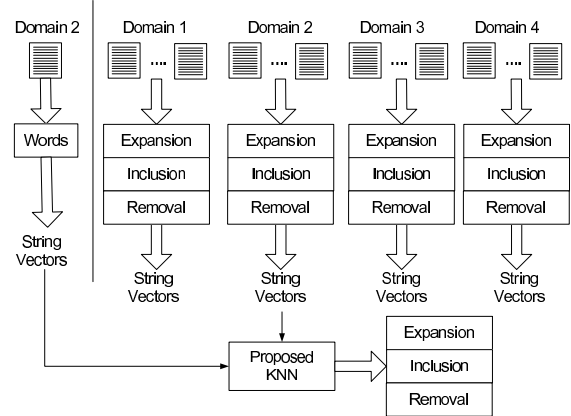 Domain 2 Domain 1 Domain 2 Domain 3 Domain 4
.... .... .... ....
Words
Expansion Expansion Expansion Expansion
Inclusion Inclusion Inclusion Inclusion
Removal Removal Removal Removal
String
Vectors
String String String String
Vectors Vectors Vectors Vectors
Proposed
KNN
Expansion
Inclusion
Removal